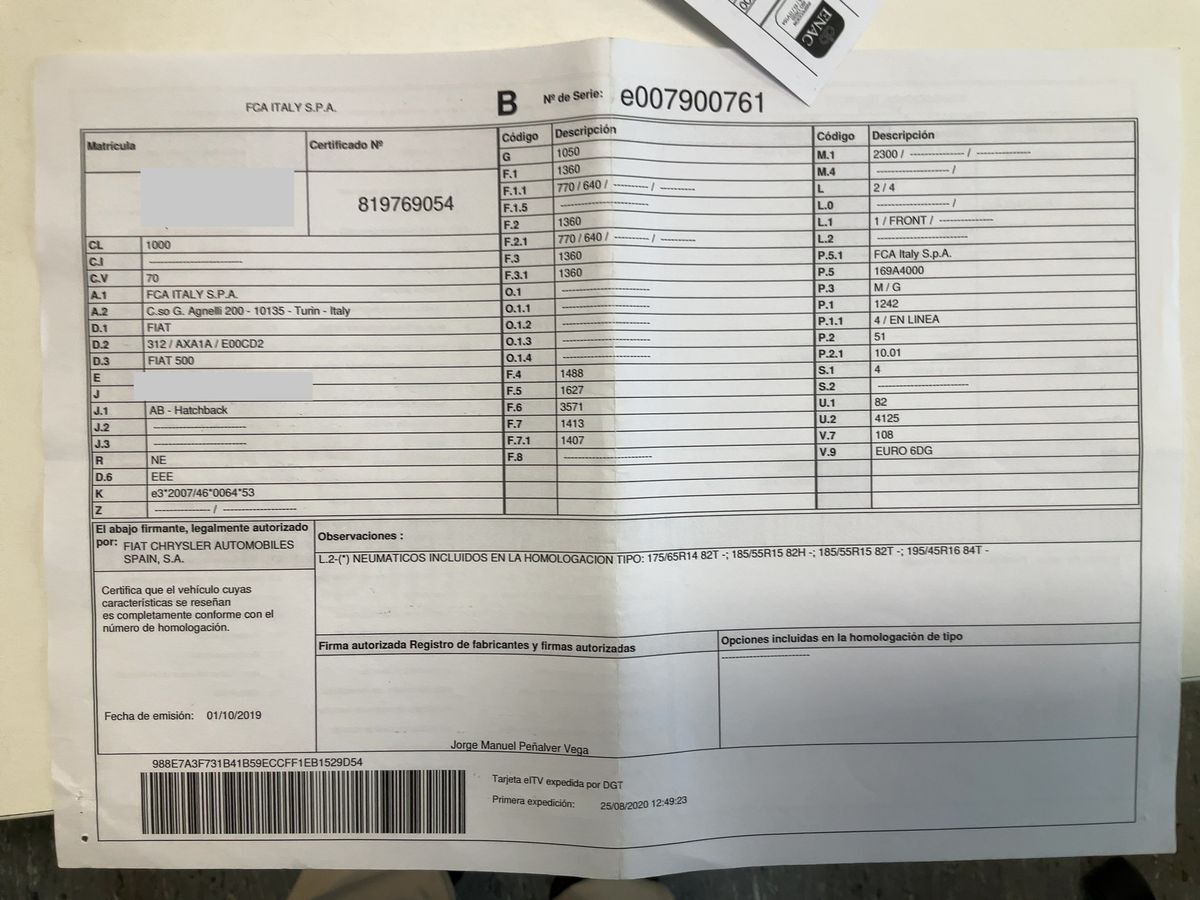 ENAC
FCA ITALY S.P.A.
B Nº de Serie: e007900761
Matrícula
Certificado Nº
819769054
CL 1000
C.I --------------------
C.V 70
A.1 FCA ITALY S.P.A.
A.2 C.so G. Agnelli 200 - 10135 - Turin - Italy
D.1 FIAT
D.2 312 / AXA1A / E00CD2
D.3 FIAT 500
E
J
J.1 AB - Hatchback
J.2 --------------------
J.3 --------------------
R NE
D.6 EEE
K e3*2007/46*0064*53
Z ------------- / -----------------
Código Descripción
G 1050
F.1 1360
F.1.1 770 / 640 / --------- / ---------
F.1.5 --------------------
F.2 1360
F.2.1 770 / 640 / --------- / ---------
F.3 1360
F.3.1 1360
O.1 --------------------
O.1.1 --------------------
O.1.2 --------------------
O.1.3 --------------------
O.1.4 --------------------
F.4 1488
F.5 1627
F.6 3571
F.7 1413
F.7.1 1407
F.8 --------------------
Código Descripción
M.1 2300 / ------------- / -------------
M.4 ----------------- /
L 2 / 4
L.0 ----------------- /
L.1 1 / FRONT / -------------
L.2 --------------------
P.5.1 FCA Italy S.p.A.
P.5 169A4000
P.3 M / G
P.1 1242
P.1.1 4 / EN LINEA
P.2 51
P.2.1 10.01
S.1 4
S.2 --------------------
U.1 82
U.2 4125
V.7 108
V.9 EURO 6DG
El abajo firmante, legalmente autorizado
por: FIAT CHRYSLER AUTOMOBILES
SPAIN, S.A.
Certifica que el vehículo cuyas
características se reseñan
es completamente conforme con el
número de homologación.
Fecha de emisión: 01/10/2019
Observaciones :
L.2-(*) NEUMATICOS INCLUIDOS EN LA HOMOLOGACION TIPO: 175/65R14 82T -; 185/55R15 82H -; 185/55R15 82T -; 195/45R16 84T -
Firma autorizada Registro de fabricantes y firmas autorizadas
Jorge Manuel Peñalver Vega
Opciones incluidas en la homologación de tipo
--------------------
988E7A3F731B41B59ECCFF1EB1529D54
Tarjeta eITV expedida por DGT
Primera expedición: 25/08/2020 12:49:23